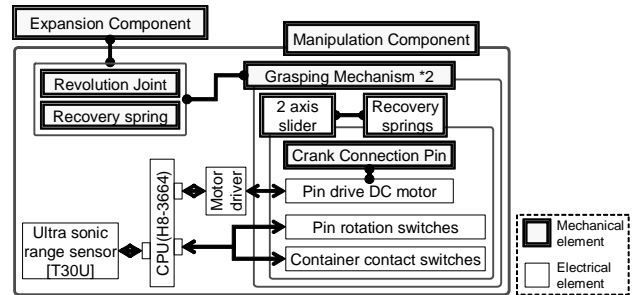 Expansion Component
Manipulation Component
Revolution Joint
Recovery spring
Grasping Mechanism *2
2 axis
slider
Recovery
springs
Crank Connection Pin
CPU(H8-3664)
Motor
driver
Pin drive DC motor
Pin rotation switches
Container contact switches
Ultra sonic
range sensor
[T30U]
Mechanical
element
Electrical
element